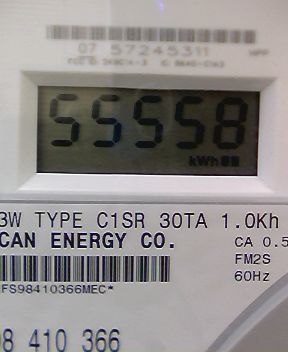 07 57245311
55558
kWh
3W TYPE C1SR 30TA 1.0Kh
CAN ENERGY CO.
CA 0.5
FM2S
60Hz
FS98410366MEC*
98 410 366